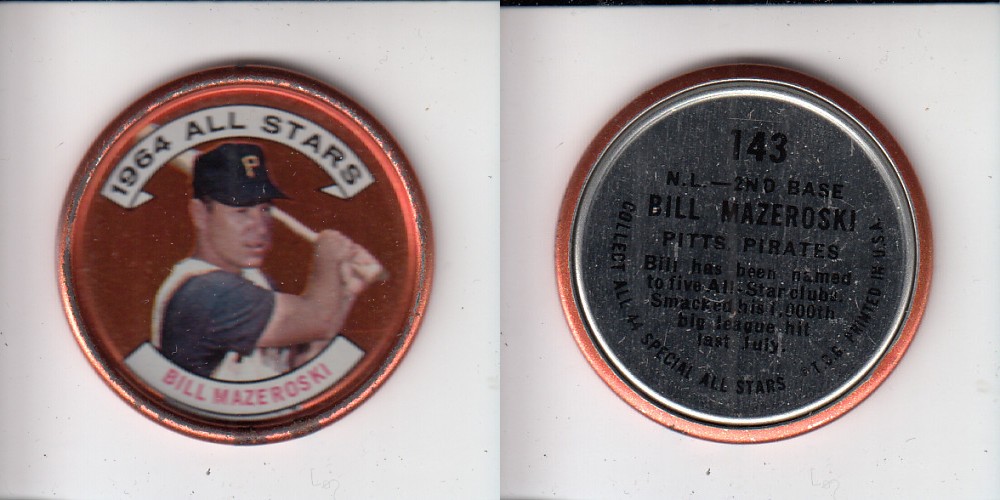 1964 ALL STARS
P
BILL MAZEROSKI
143
N.L.—2ND BASE
BILL MAZEROSKI
PITTS. PIRATES
Bill has been named
to five All-Star clubs.
Smacked his 1,000th
big league hit
last July.
COLLECT ALL 44 SPECIAL ALL STARS
©T.C.G. PRINTED IN U.S.A.